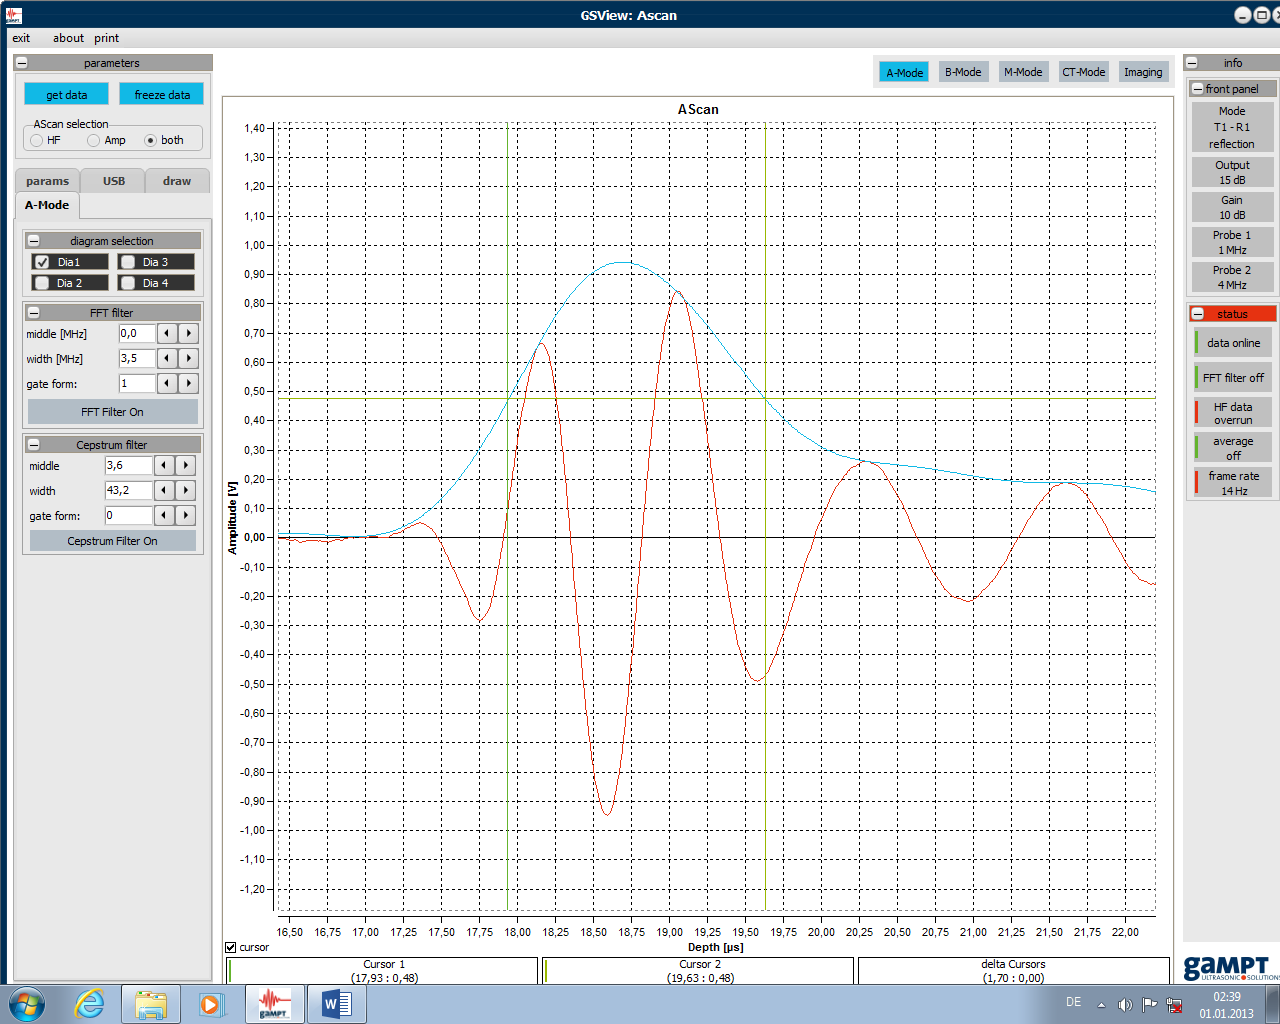 GSView: Ascan
exit about print
parameters
get data freeze data
AScan selection
HF Amp both
params USB draw
A-Mode
diagram selection
Dia1 Dia 3
Dia 2 Dia 4
FFT filter
middle [MHz] 0,0
width [MHz] 3,5
gate form: 1
FFT Filter On
Cepstrum filter
middle 3,6
width 43,2
gate form: 0
Cepstrum Filter On
A-Mode B-Mode M-Mode CT-Mode Imaging
AScan
1,40
1,30
1,20
1,10
1,00
0,90
0,80
0,70
0,60
0,50
0,40
0,30
0,20
0,10
0,00
-0,10
-0,20
-0,30
-0,40
-0,50
-0,60
-0,70
-0,80
-0,90
-1,00
-1,10
-1,20
Amplitude [V]
16,50 16,75 17,00 17,25 17,50 17,75 18,00 18,25 18,50 18,75 19,00 19,25 19,50 19,75 20,00 20,25 20,50 20,75 21,00 21,25 21,50 21,75 22,00
Depth [µs]
cursor
Cursor 1
(17,93 : 0,48)
Cursor 2
(19,63 : 0,48)
delta Cursors
(1,70 : 0,00)
info
front panel
Mode
T1 - R1
reflection
Output
15 dB
Gain
10 dB
Probe 1
1 MHz
Probe 2
4 MHz
status
data online
FFT filter off
HF data
overrun
average
off
frame rate
14 Hz
gAMPT
ULTRASONIC SOLUTIONS
gAMPT
gAMPT
W
DE
02:39
01.01.2013